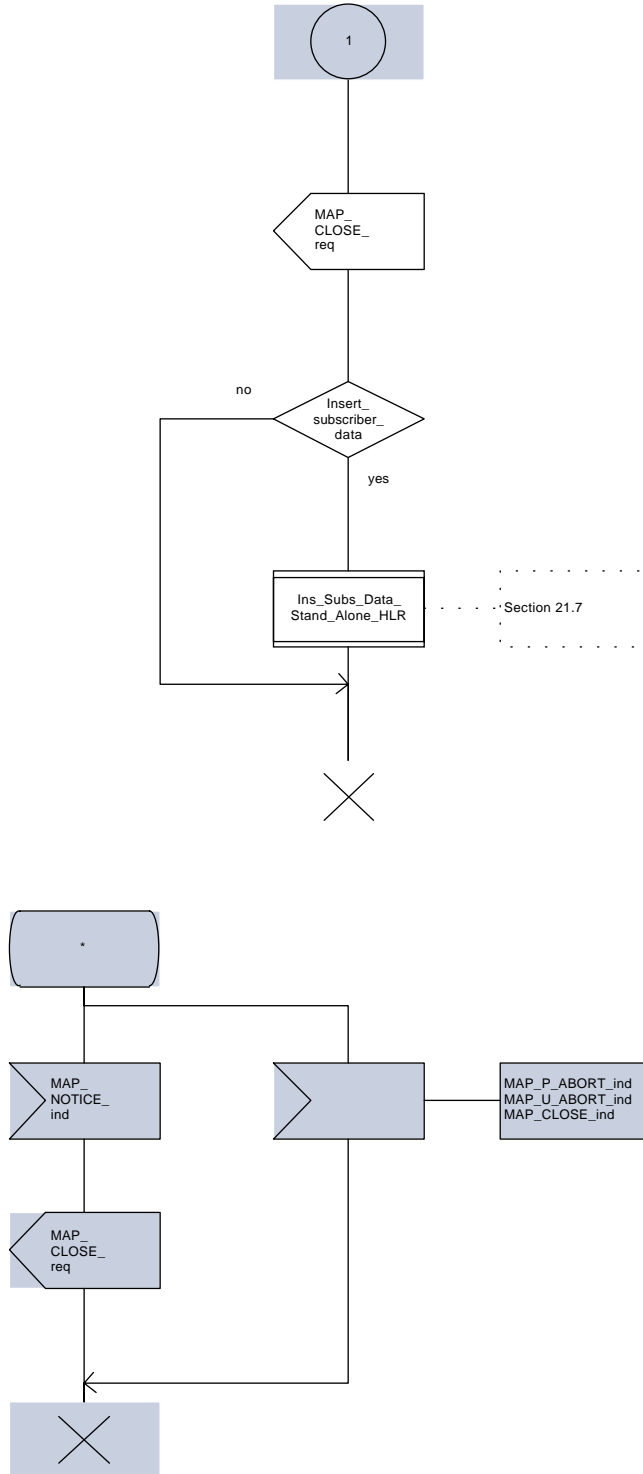 1
MAP_
CLOSE_
req
no
Insert_
subscriber_
data
yes
Ins_Subs_Data_
Stand_Alone_HLR
Section 21.7
*
MAP_
NOTICE_
ind
MAP_P_ABORT_ind
MAP_U_ABORT_ind
MAP_CLOSE_ind
MAP_
CLOSE_
req